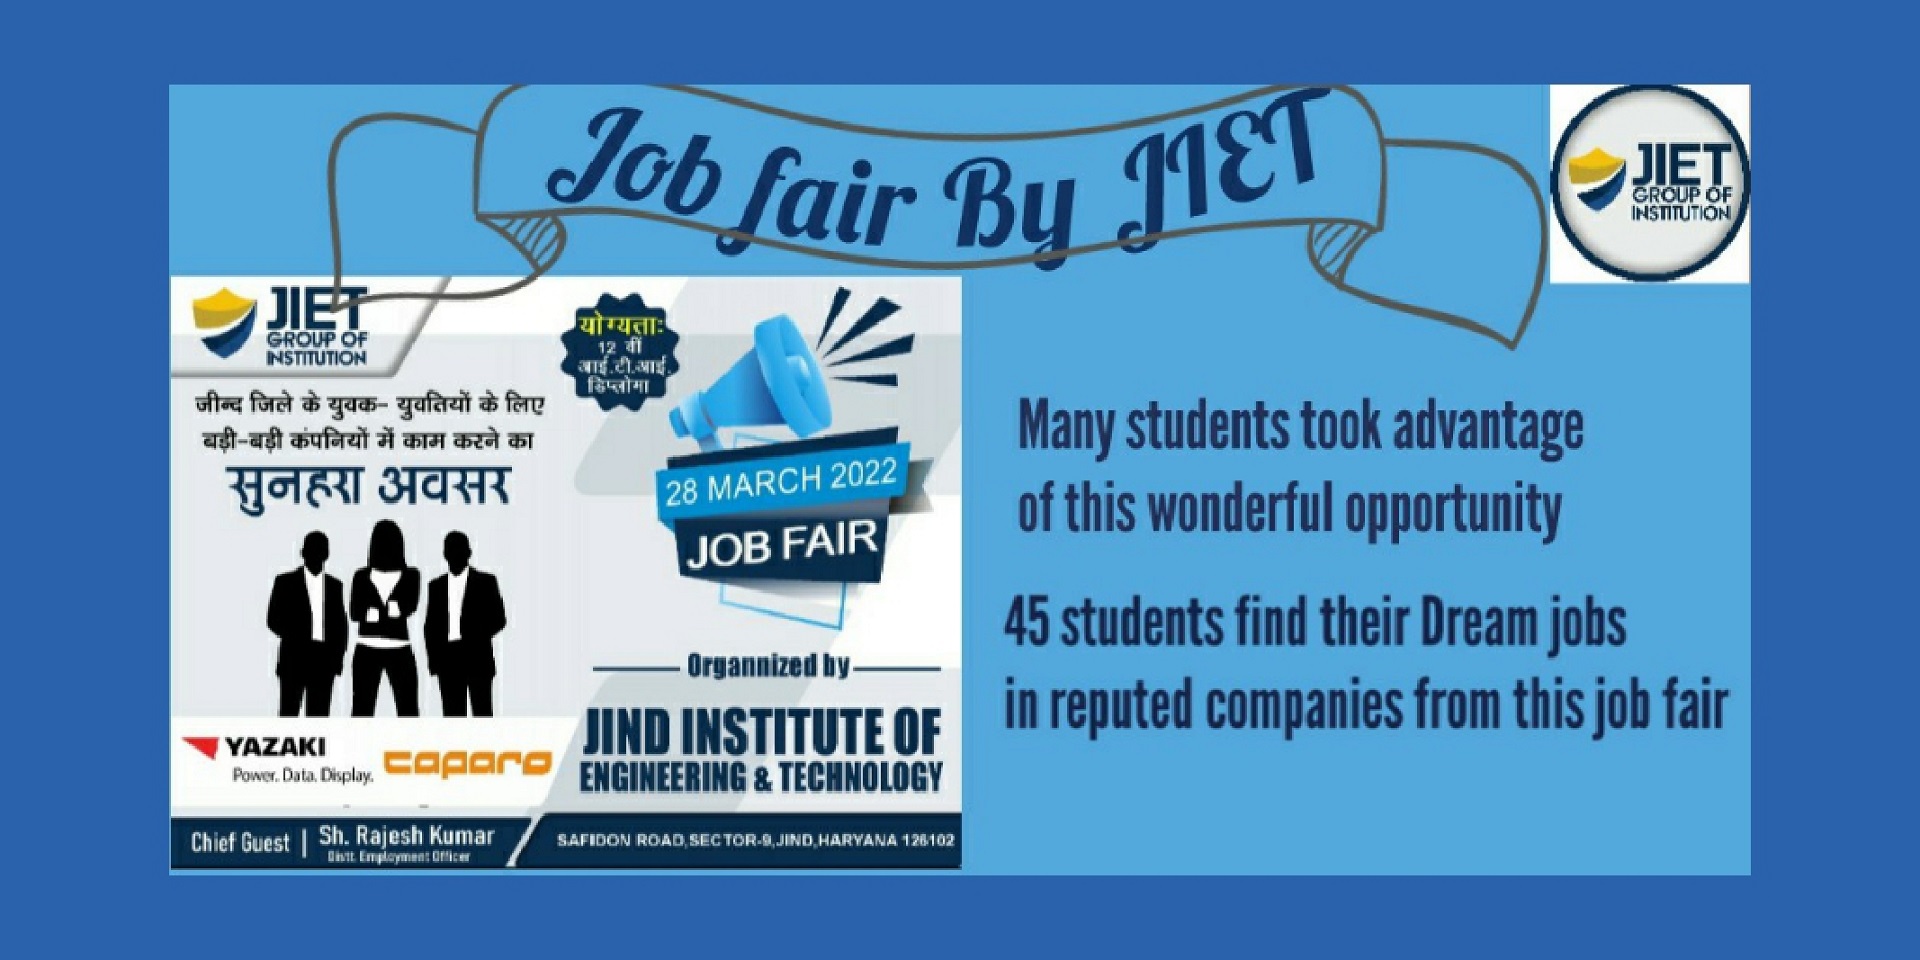 Job fair By JIET
JIET
GROUP OF
INSTITUTION
JIET
GROUP OF
INSTITUTION
जीन्द जिले के युवक- युवतियों के लिए
बड़ी-बड़ी कंपनियों में काम करने का
सुनहरा अवसर
योग्यताः
12 वीं
आई.टी.आई.
डिप्लोमा
28 MARCH 2022
JOB FAIR
Organnized by
JIND INSTITUTE OF
ENGINEERING & TECHNOLOGY
YAZAKI
Power. Data. Display.
caparo
Chief Guest | Sh. Rajesh Kumar
Distt. Employment Officer
SAFIDON ROAD,SECTOR-9,JIND,HARYANA 126102
Many students took advantage
of this wonderful opportunity
45 students find their Dream jobs
in reputed companies from this job fair